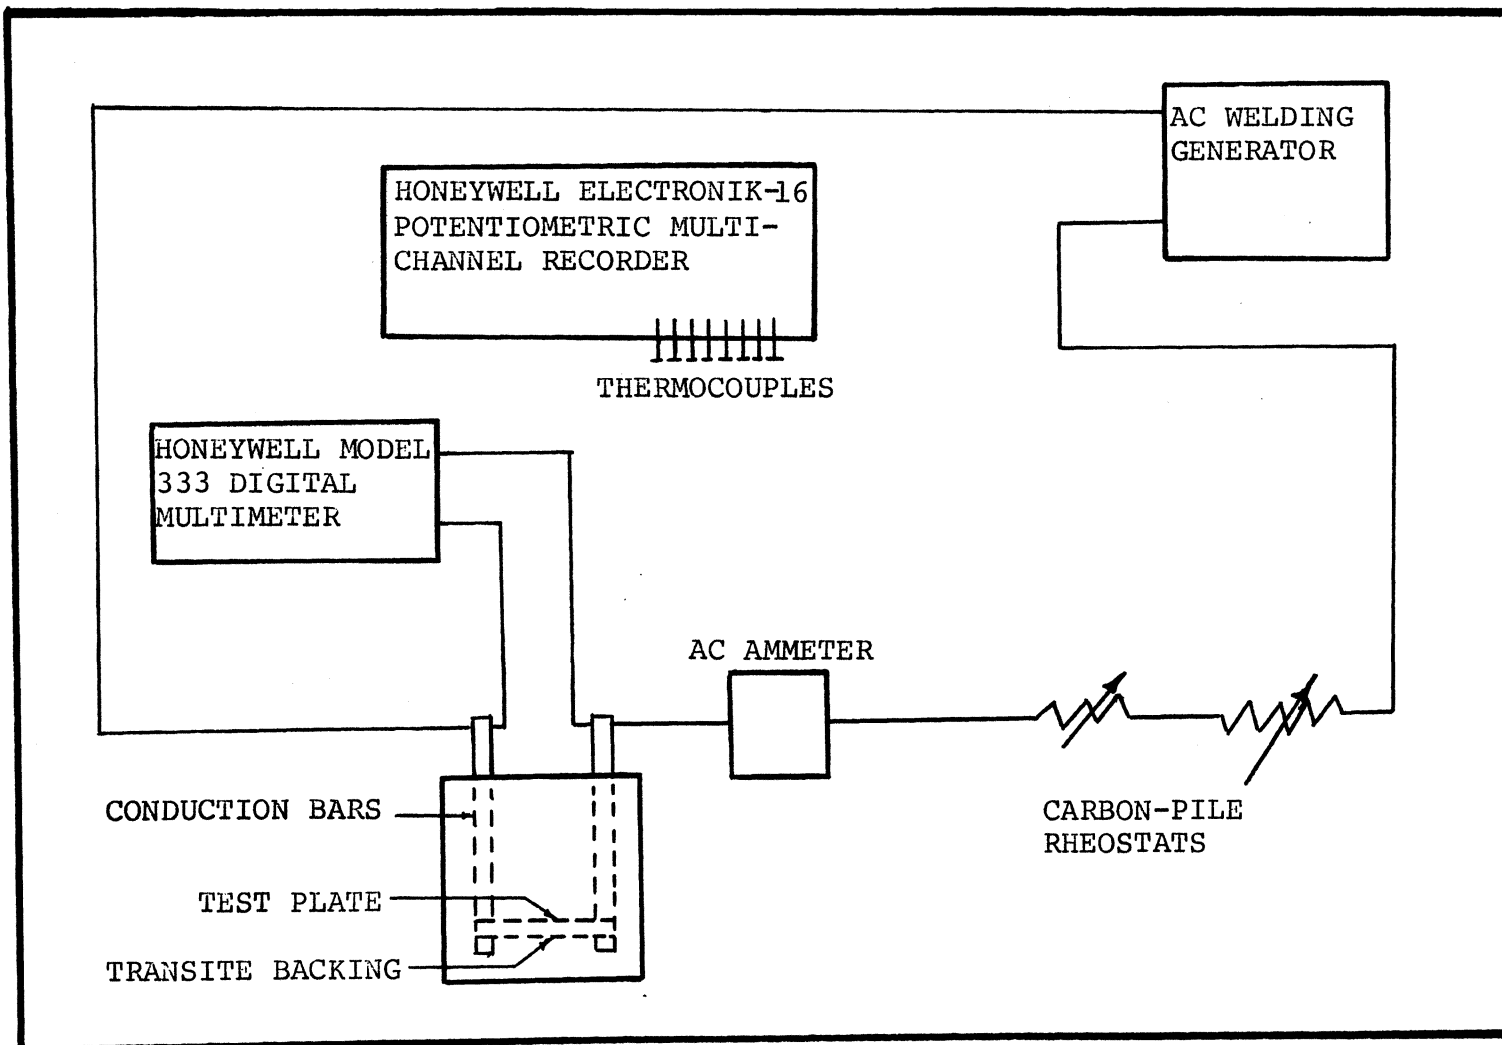 AC WELDING
GENERATOR
HONEYWELL ELECTRONIK-16
POTENTIOMETRIC MULTI-
CHANNEL RECORDER
THERMOCOUPLES
HONEYWELL MODEL
333 DIGITAL
MULTIMETER
AC AMMETER
CONDUCTION BARS
CARBON-PILE
RHEOSTATS
TEST PLATE
TRANSITE BACKING